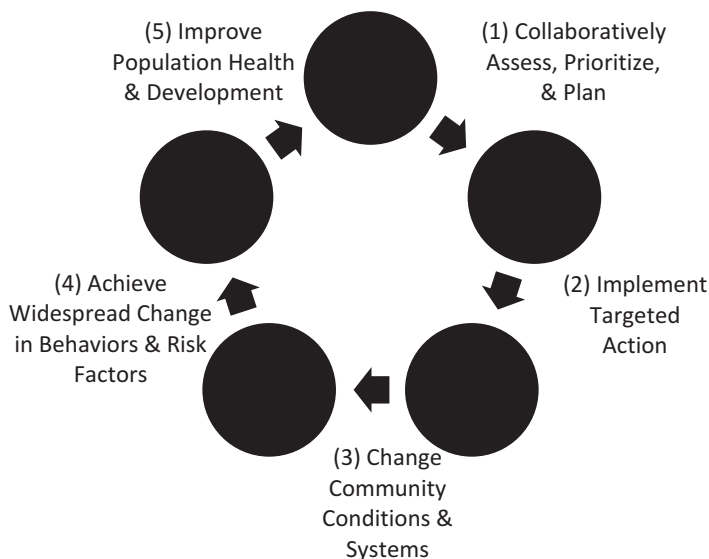 (1) Collaboratively
Assess, Prioritize,
& Plan
(2) Implement
Targeted
Action
(3) Change
Community
Conditions &
Systems
(4) Achieve
Widespread Change
in Behaviors & Risk
Factors
(5) Improve
Population Health
& Development